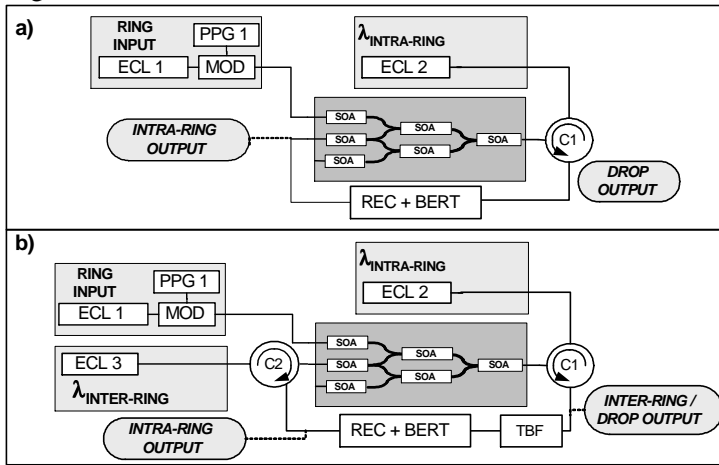 a)
RING
INPUT
PPG 1
ECL 1
MOD
λINTRA-RING
ECL 2
INTRA-RING
OUTPUT
SOA
SOA
SOA
SOA
SOA
SOA
C1
DROP
OUTPUT
REC + BERT
b)
RING
INPUT
PPG 1
ECL 1
MOD
λINTRA-RING
ECL 2
ECL 3
λINTER-RING
C2
SOA
SOA
SOA
SOA
SOA
SOA
C1
INTRA-RING
OUTPUT
REC + BERT
TBF
INTER-RING /
DROP OUTPUT